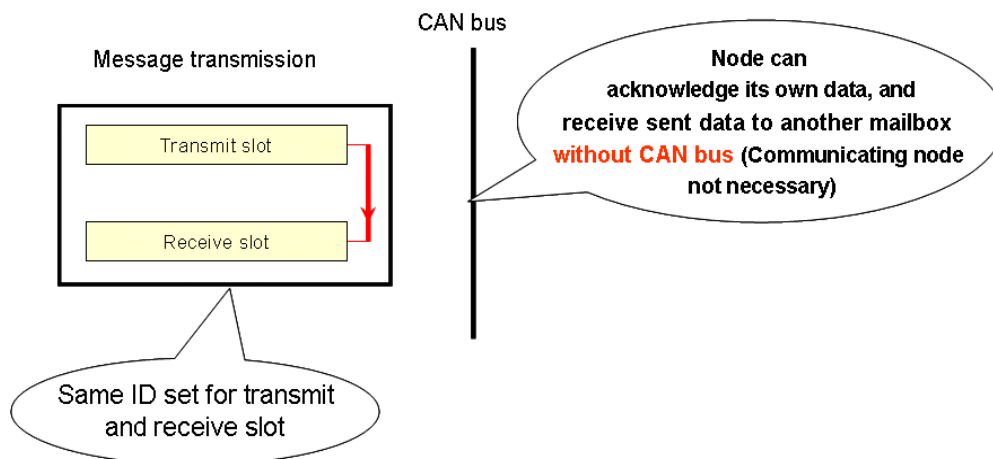 CAN bus
Message transmission
Transmit slot
Receive slot
Node can
acknowledge its own data, and
receive sent data to another mailbox
without CAN bus (Communicating node
not necessary)
Same ID set for transmit
and receive slot